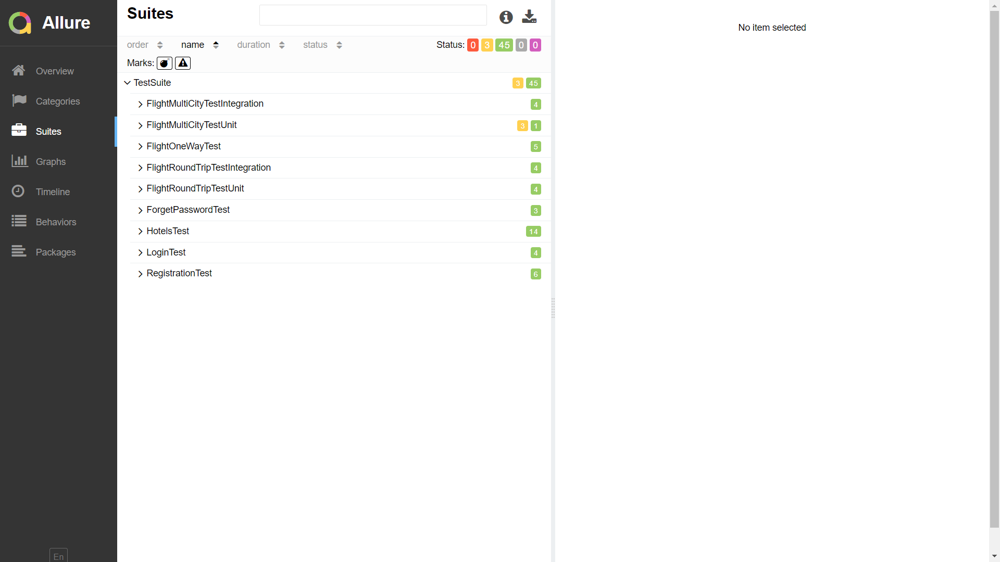 Allure
Overview
Categories
Suites
Graphs
Timeline
Behaviors
Packages
En
Suites
order name duration status Status: 0 3 45 0 0
Marks:
TestSuite 3 45
FlightMultiCityTestIntegration 4
FlightMultiCityTestUnit 3 1
FlightOneWayTest 5
FlightRoundTripTestIntegration 4
FlightRoundTripTestUnit 4
ForgetPasswordTest 3
HotelsTest 14
LoginTest 4
RegistrationTest 6
No item selected